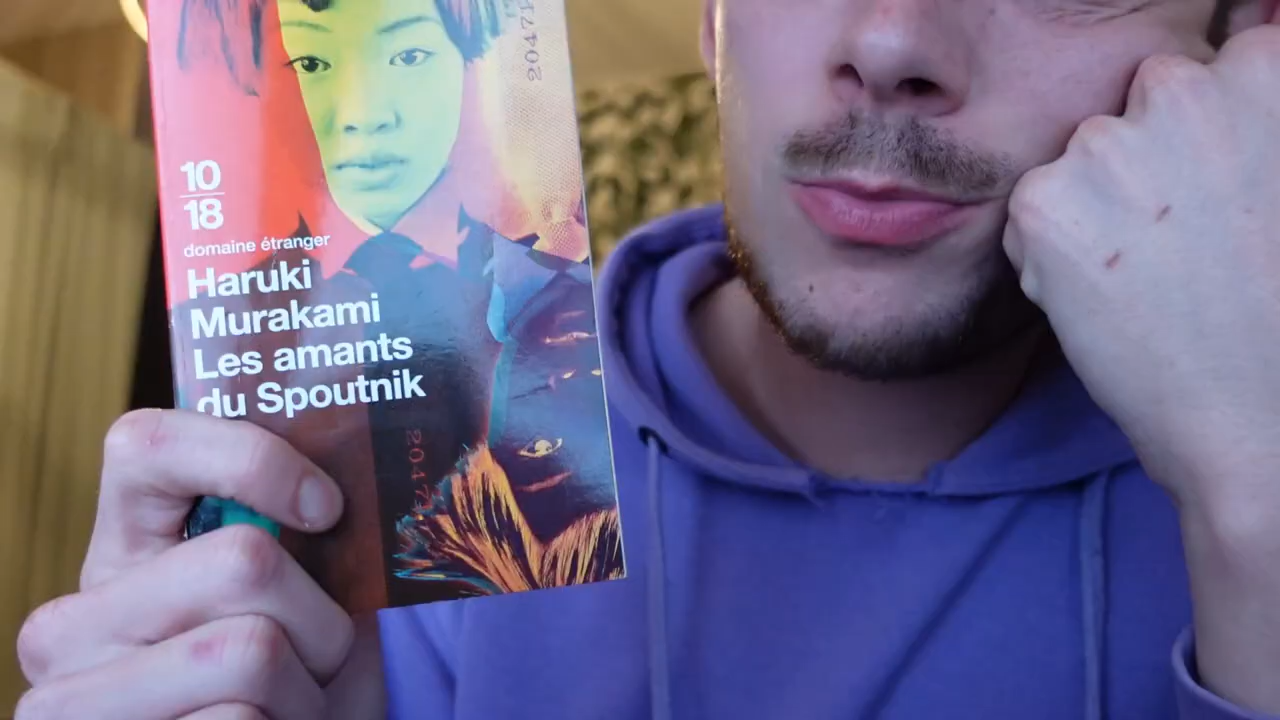 10
18
domaine étranger
Haruki
Murakami
Les amants
du Spoutnik